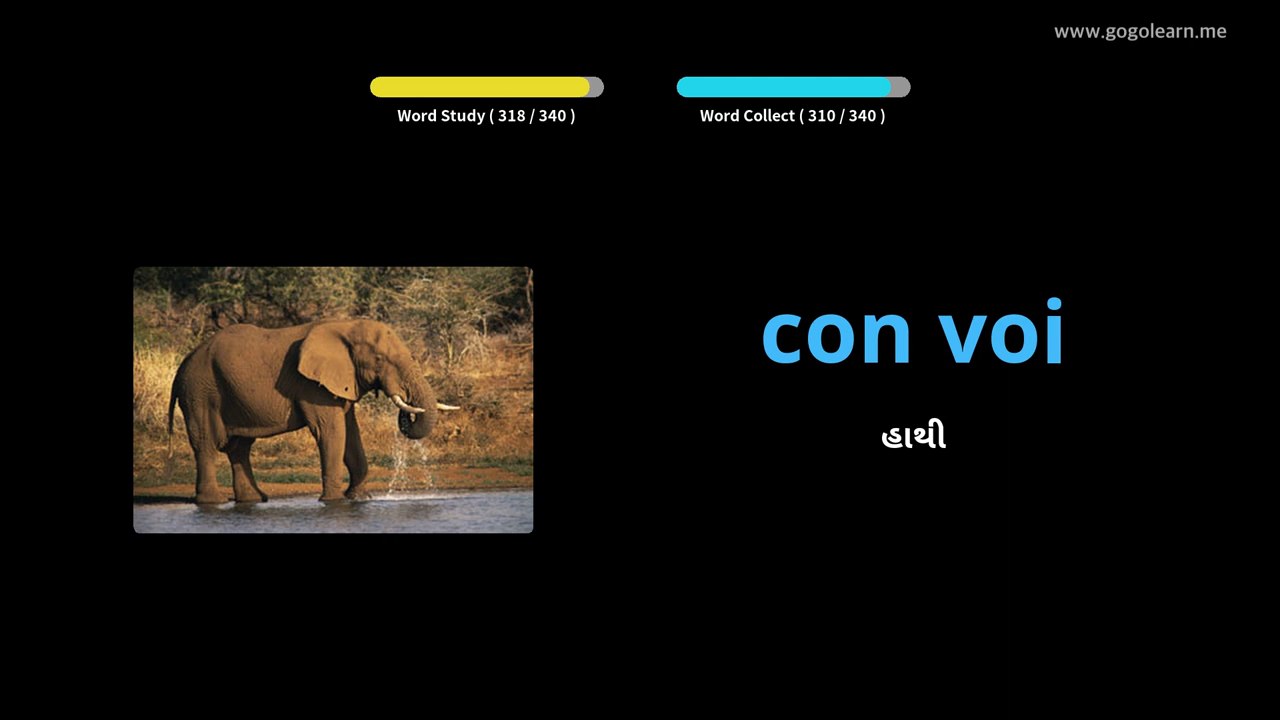 www.gogolearn.me
Word Study ( 318 / 340 )
Word Collect ( 310 / 340 )
con voi
હાથી